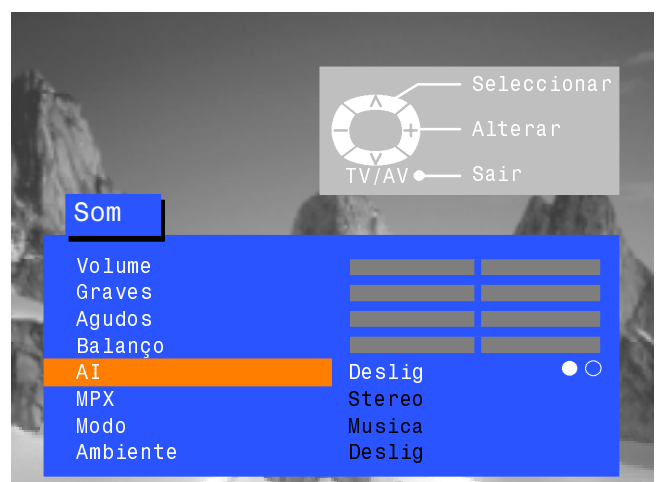 Seleccionar
Alterar
TV/AV Sair
Som
Volume
Graves
Agudos
Balanço
AI Deslig
MPX Stereo
Modo Musica
Ambiente Deslig